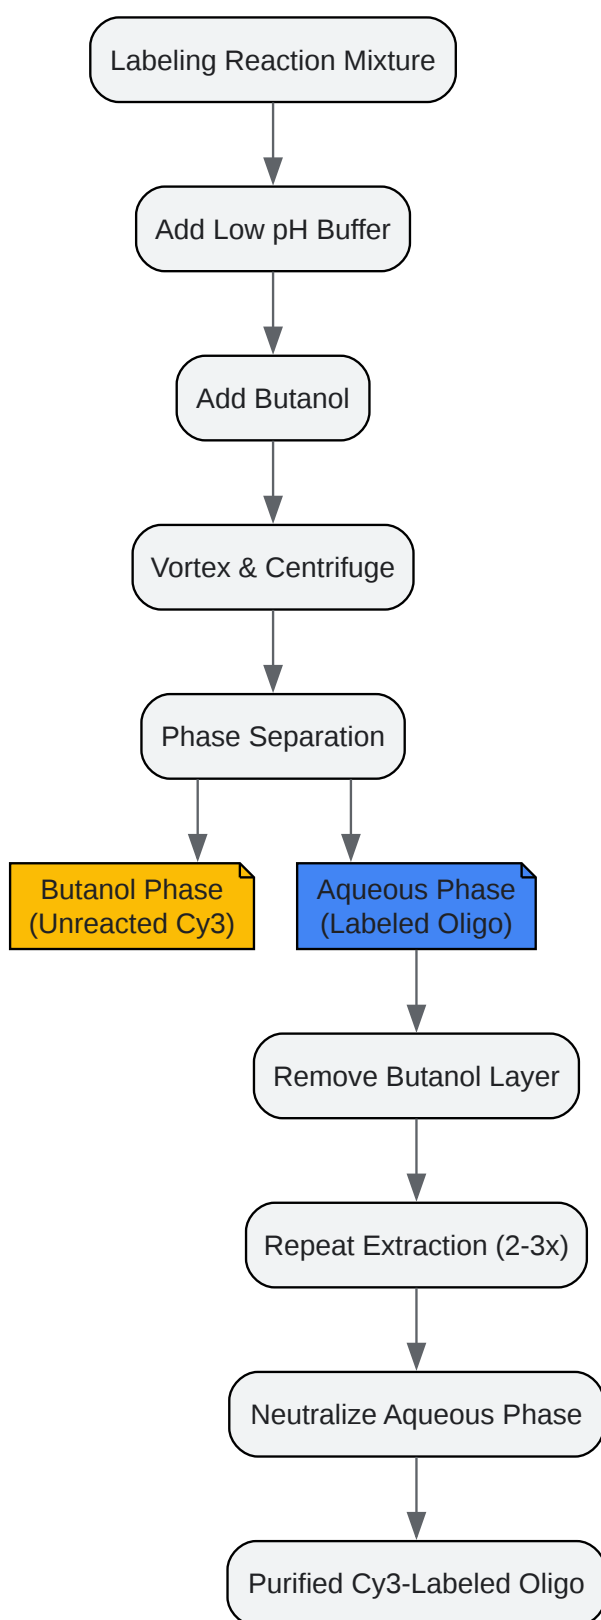 Labeling Reaction Mixture
Add Low pH Buffer
Add Butanol
Vortex & Centrifuge
Phase Separation
Butanol Phase
(Unreacted Cy3)
Aqueous Phase
(Labeled Oligo)
Remove Butanol Layer
Repeat Extraction (2-3x)
Neutralize Aqueous Phase
Purified Cy3-Labeled Oligo